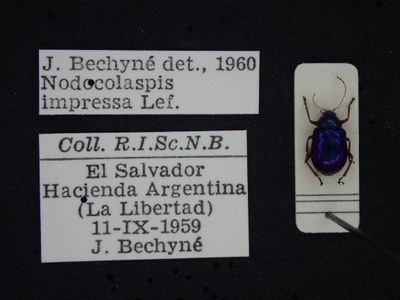 J. Bechyné det., 1960
Nodocolaspis
impressa Lef.
Coll. R.I.Sc.N.B.
El Salvador
Hacienda Argentina
(La Libertad)
11-IX-1959
J. Bechyné